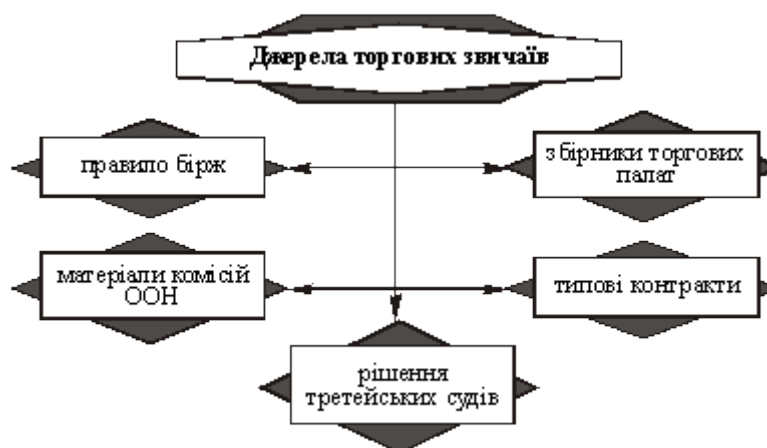 Джерела торгових звичаїв
правило бірж
збірники торгових
палат
матеріали комісій
ООН
типові контракти
рішення
третейських судів